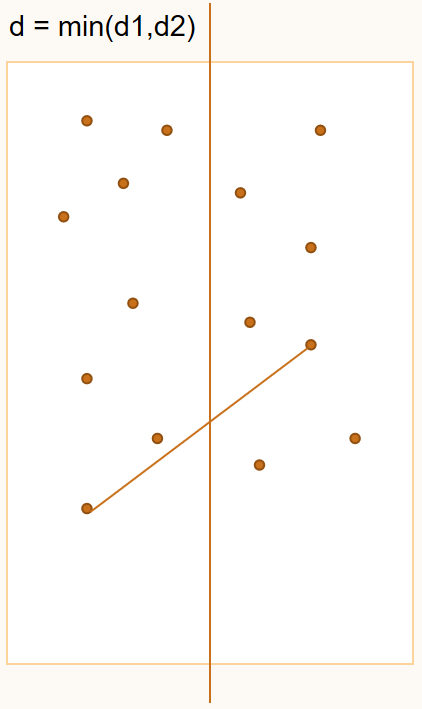 d = min(d1,d2)